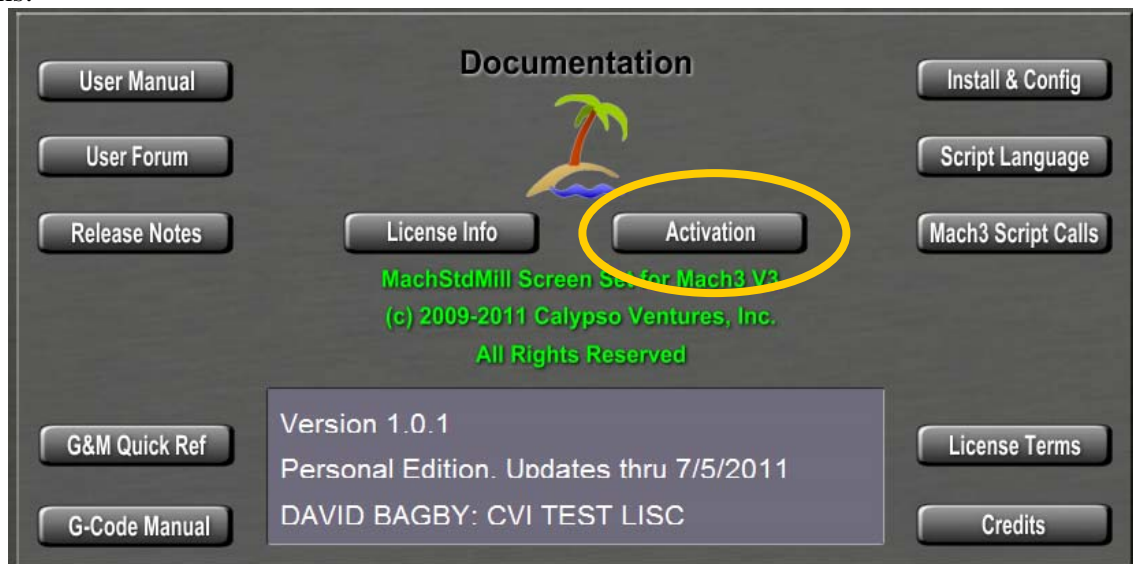 User Manual
Documentation
Install & Config
User Forum
Script Language
Release Notes
License Info
Activation
Mach3 Script Calls
MachStdMill Screen Set for Mach3 V3
(c) 2009-2011 Calypso Ventures, Inc.
All Rights Reserved
G&M Quick Ref
Version 1.0.1
License Terms
Personal Edition. Updates thru 7/5/2011
G-Code Manual
DAVID BAGBY: CVI TEST LISC
Credits